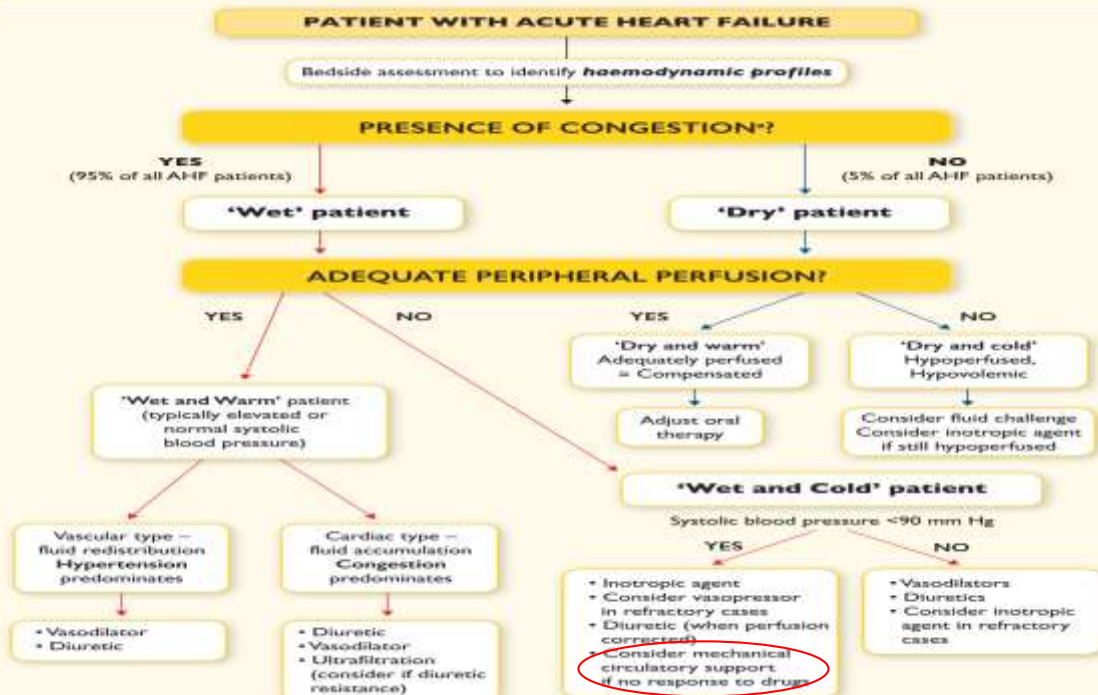 PATIENT WITH ACUTE HEART FAILURE
Bedside assessment to identify haemodynamic profiles
PRESENCE OF CONGESTIONª?
YES
(95% of all AHF patients)
NO
(5% of all AHF patients)
'Wet' patient
'Dry' patient
ADEQUATE PERIPHERAL PERFUSION?
YES
NO
YES
NO
'Dry and warm'
Adequately perfused
= Compensated
'Dry and cold'
Hypoperfused,
Hypovolemic
'Wet and Warm' patient
(typically elevated or
normal systolic
blood pressure)
Adjust oral
therapy
Consider fluid challenge
Consider inotropic agent
if still hypoperfused
'Wet and Cold' patient
Systolic blood pressure <90 mm Hg
YES
NO
Vascular type –
fluid redistribution
Hypertension
predominates
Cardiac type –
fluid accumulation
Congestion
predominates
• Vasodilator
• Diuretic
• Diuretic
• Vasodilator
• Ultrafiltration
(consider if diuretic
resistance)
• Inotropic agent
• Consider vasopressor
in refractory cases
• Diuretic (when perfusion
corrected)
• Consider mechanical
circulatory support
if no response to drugs
• Vasodilators
• Diuretics
• Consider inotropic
agent in refractory
cases